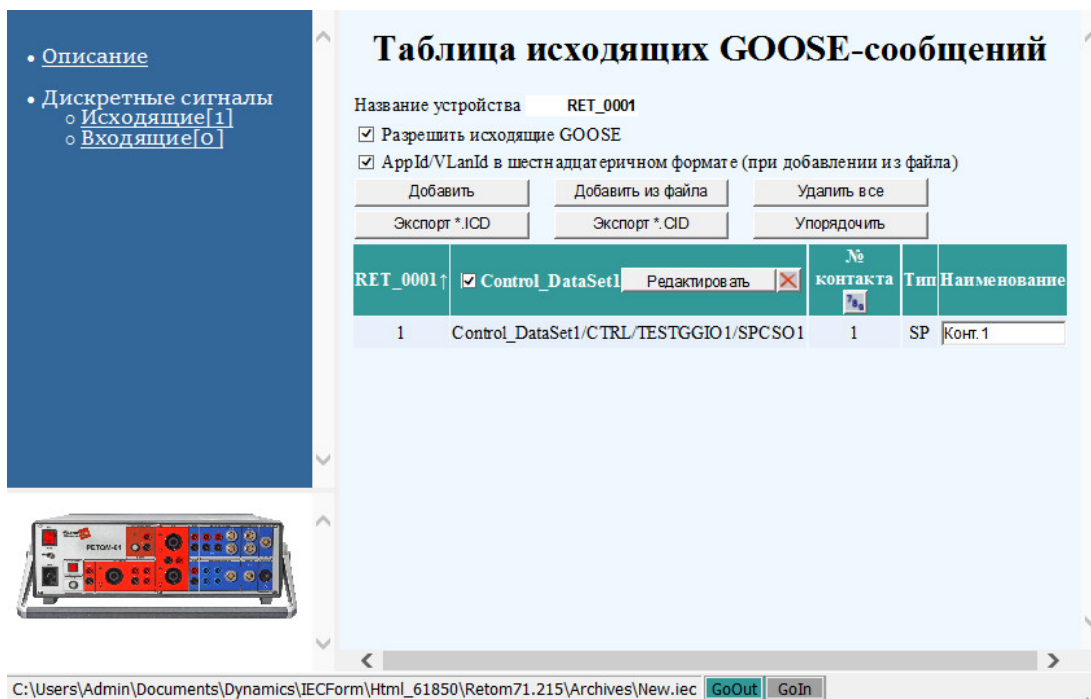 • Описание
• Дискретные сигналы
○ Исходящие[1]
○ Входящие[0]
Таблица исходящих GOOSE-сообщений
Название устройства RET_0001
Разрешить исходящие GOOSE
AppId/VLanId в шестнадцатеричном формате (при добавлении из файла)
Добавить Добавить из файла Удалить все
Экспорт *.ICD Экспорт *.CID Упорядочить
RET_0001↑ Control_DataSet1 Редактировать № контакта Тип Наименование
1 Control_DataSet1/CTRL/TESTGGIO1/SPCSO1 1 SP Конт.1
РЕТОМ-61
C:\Users\Admin\Documents\Dynamics\IECForm\Html_61850\Retom71.215\Archives\New.iec GoOut GoIn